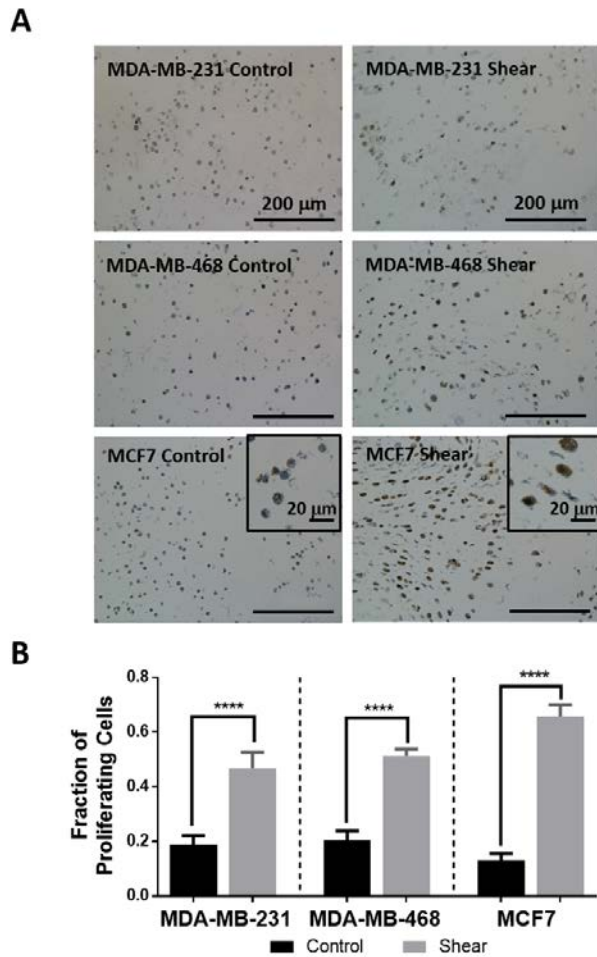 A
MDA-MB-231 Control
MDA-MB-231 Shear
200 µm
200 µm
MDA-MB-468 Control
MDA-MB-468 Shear
MCF7 Control
20 µm
MCF7 Shear
20 µm
B
Fraction of
Proliferating Cells
0.8
0.6
0.4
0.2
0.0
****
****
****
MDA-MB-231
MDA-MB-468
MCF7
Control
Shear